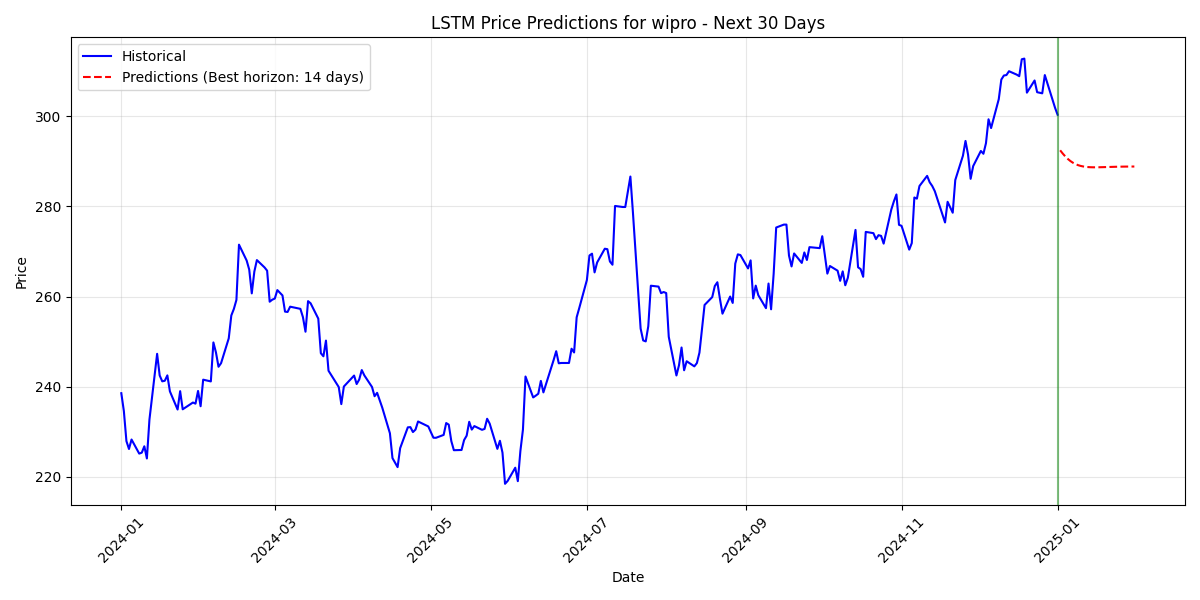 LSTM Price Predictions for wipro - Next 30 Days
Historical
Predictions (Best horizon: 14 days)
Price
300
280
260
240
220
2024-01
2024-03
2024-05
2024-07
2024-09
2024-11
2025-01
Date